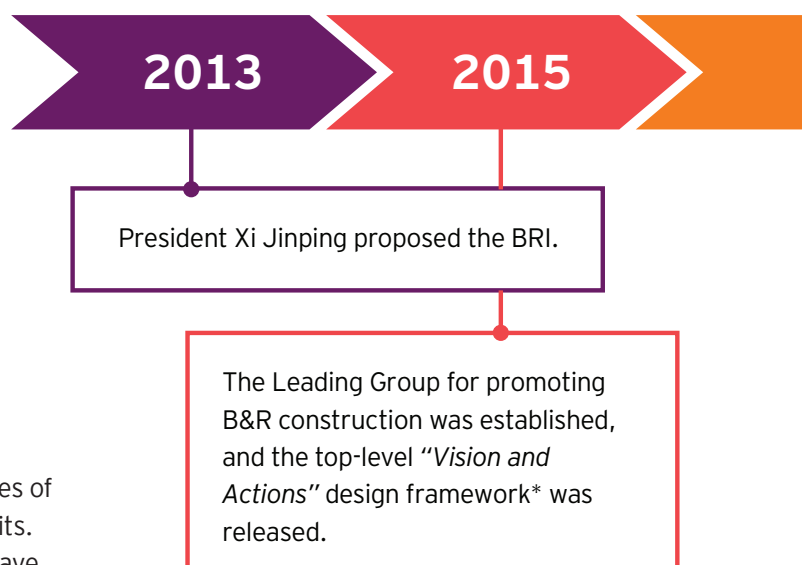 2013
2015
President Xi Jinping proposed the BRI.
The Leading Group for promoting
B&R construction was established,
and the top-level “Vision and
Actions” design framework* was
released.
es of
its.
ave